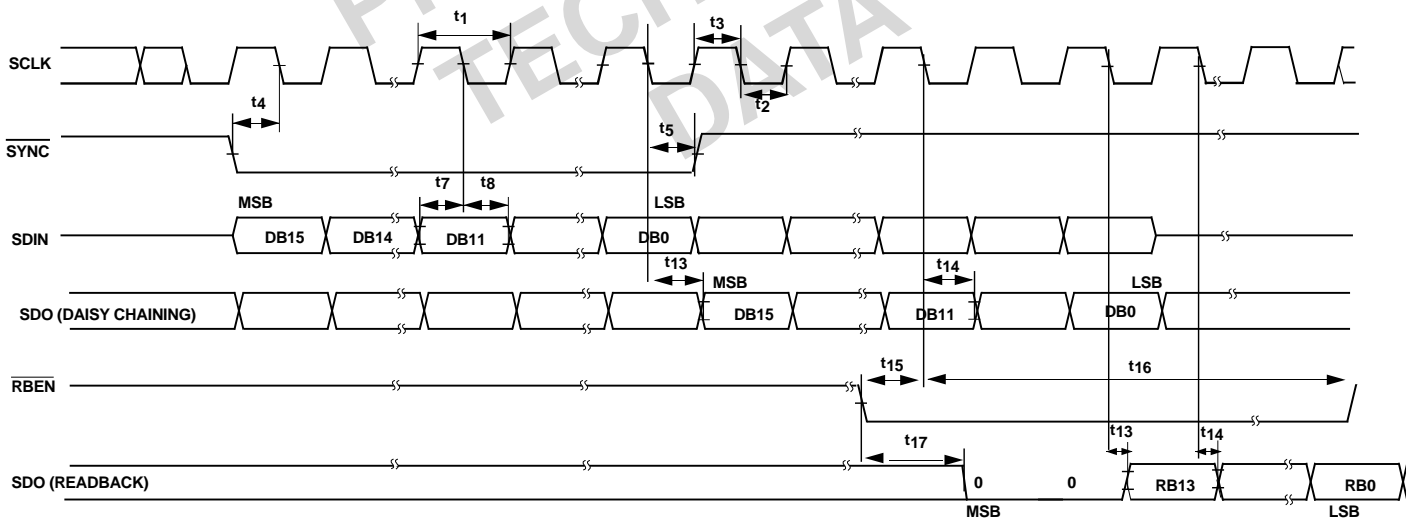 t1
t3
SCLK
t4
t2
SYNC
t5
t7
t8
MSB
LSB
SDIN
DB15
DB14
DB11
DB0
t13
MSB
t14
LSB
SDO (DAISY CHAINING)
DB15
DB11
DB0
RBEN
t15
t16
t17
t13
t14
SDO (READBACK)
0
0
RB13
RB0
MSB
LSB
TECH
DATA